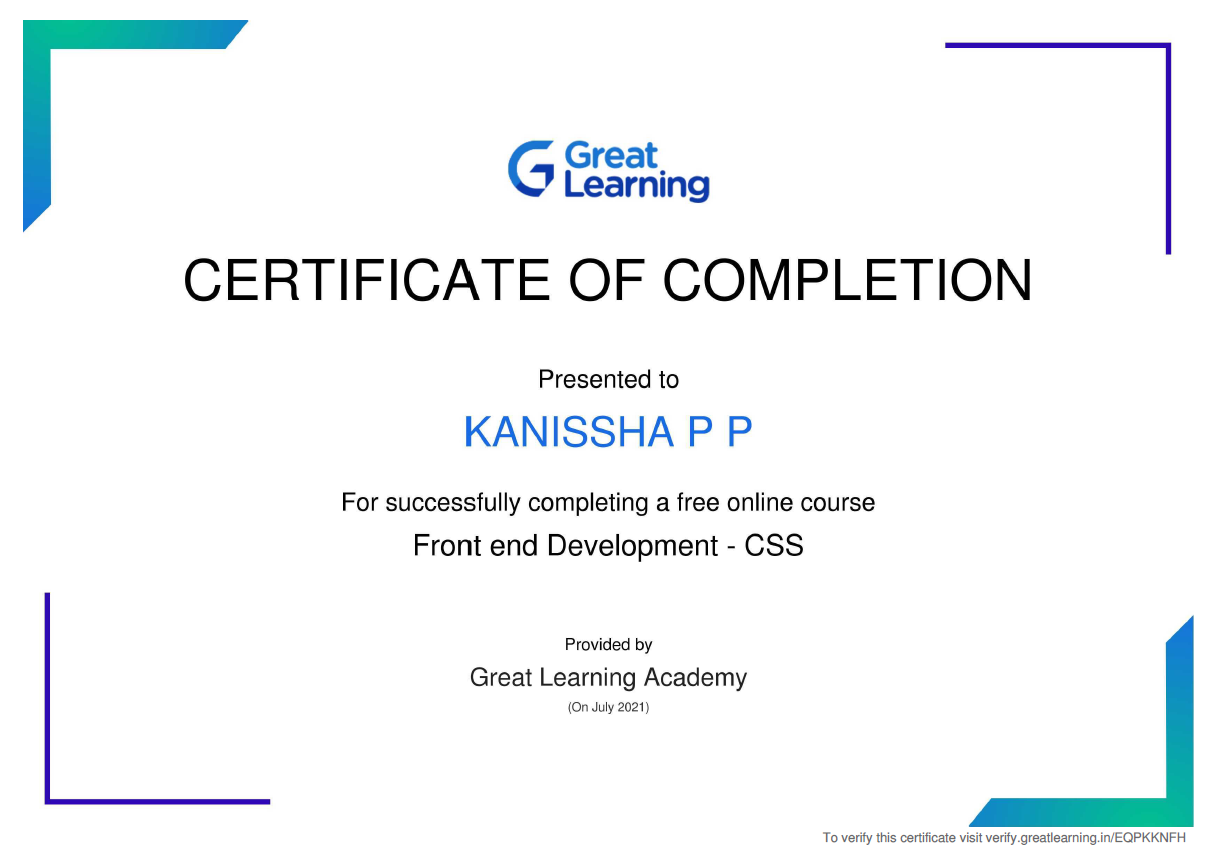 Great
Learning
CERTIFICATE OF COMPLETION
Presented to
KANISSHA P P
For successfully completing a free online course
Front end Development - CSS
Provided by
Great Learning Academy
(On July 2021)
To verify this certificate visit verify.greatlearning.in/EQPKKNFH